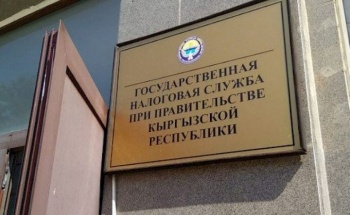 ГОСУДАРСТВЕННАЯ
НАЛОГОВАЯ СЛУЖБА
ПРИ ПРАВИТЕЛЬСТВЕ
КЫРГЫЗСКОЙ
РЕСПУБЛИКИ